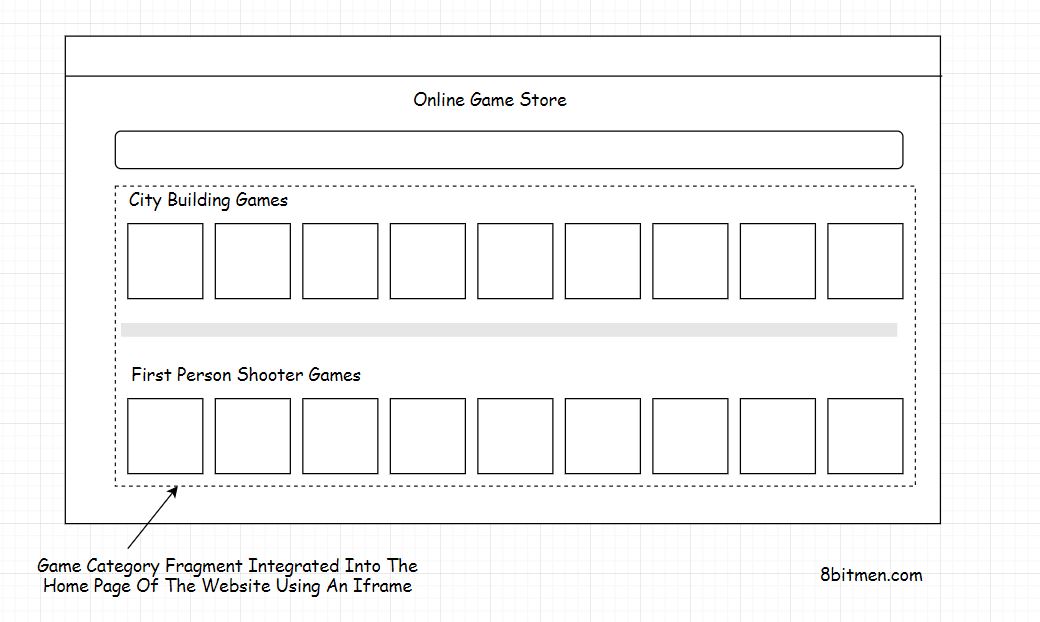 Online Game Store
City Building Games
First Person Shooter Games
Game Category Fragment Integrated Into The
Home Page Of The Website Using An Iframe
8bitmen.com